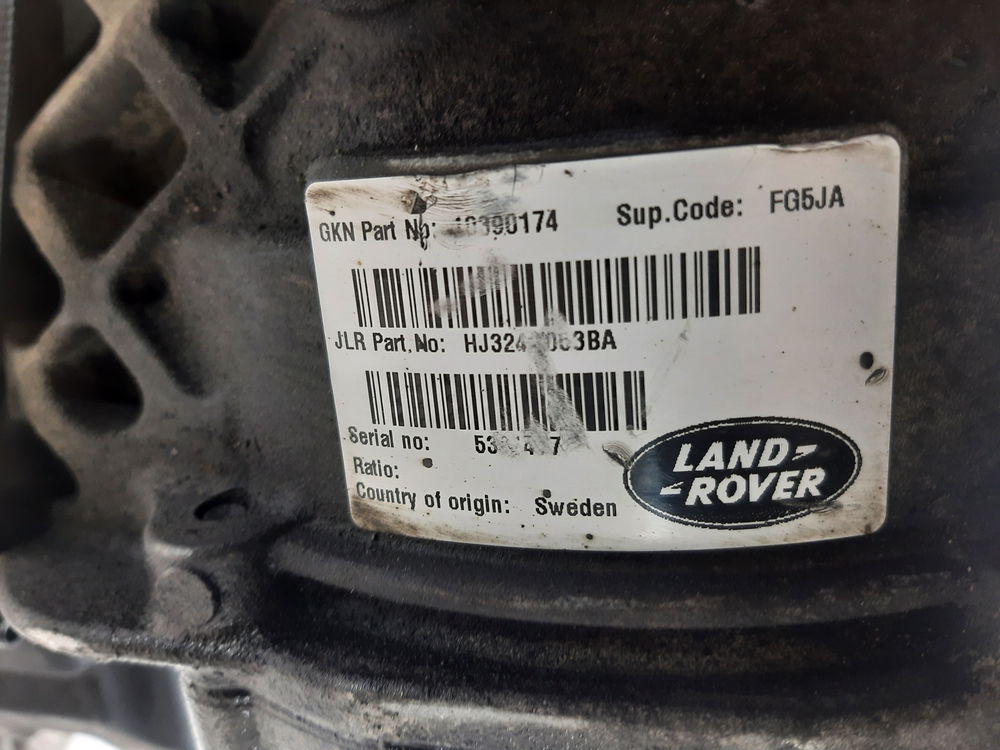 GKN Part No: Sup.Code: FG5JA
JLR Part.No:
Serial no:
Ratio:
Country of origin: Sweden
LAND-
-ROVER